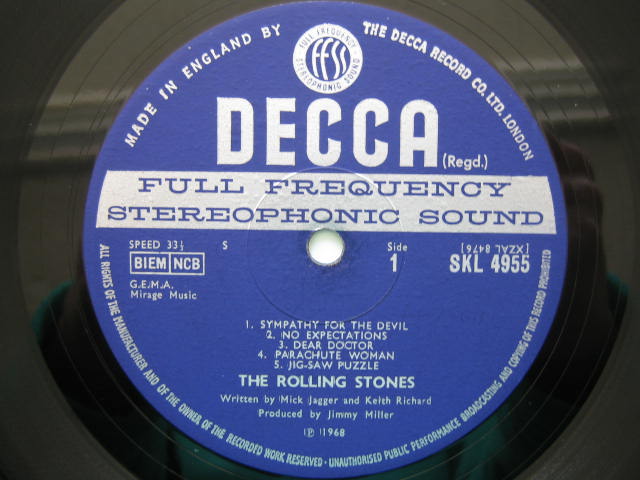 MADE IN ENGLAND BY THE DECCA RECORD CO. LTD. LONDON
FULL FREQUENCY
ffss
STEREOPHONIC SOUND
DECCA (Regd.)
FULL FREQUENCY
STEREOPHONIC SOUND
SPEED 33⅓ S
BIEM NCB
G.E.M.A.
Mirage Music
Side
1
[XZAL 8476]
SKL 4955
1. SYMPATHY FOR THE DEVIL
2. NO EXPECTATIONS
3. DEAR DOCTOR
4. PARACHUTE WOMAN
5. JIG-SAW PUZZLE
THE ROLLING STONES
Written by Mick Jagger and Keith Richard
Produced by Jimmy Miller
Ⓟ 1968
ALL RIGHTS OF THE MANUFACTURER AND OF THE OWNER OF THE RECORDED WORK RESERVED · UNAUTHORISED PUBLIC PERFORMANCE BROADCASTING AND COPYING OF THIS RECORD PROHIBITED